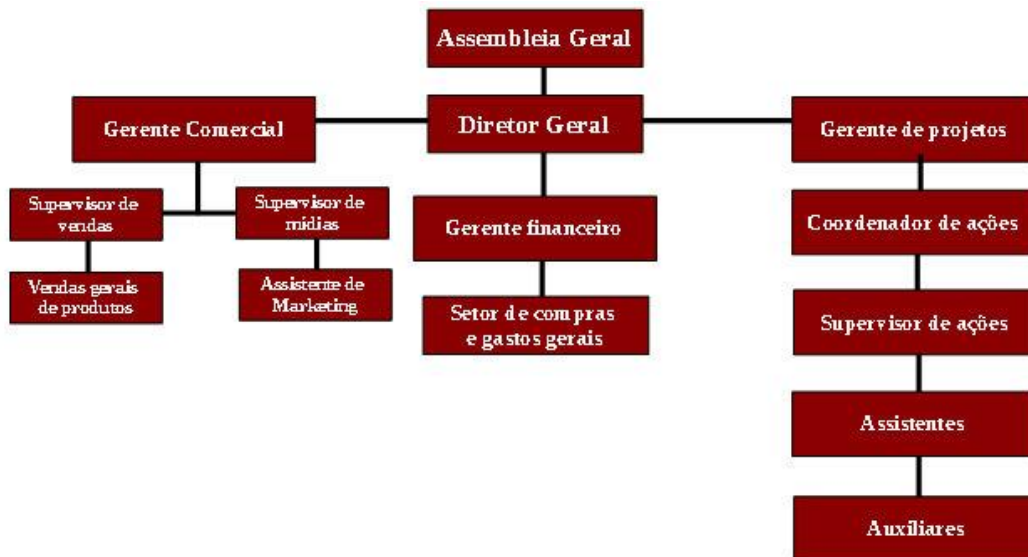 Assembleia Geral
Gerente Comercial
Diretor Geral
Gerente de projetos
Supervisor de
vendas
Supervisor de
mídias
Gerente financeiro
Coordenador de ações
Vendas gerais
de produtos
Assistente de
Marketing
Setor de compras
e gastos gerais
Supervisor de ações
Assistentes
Auxiliares